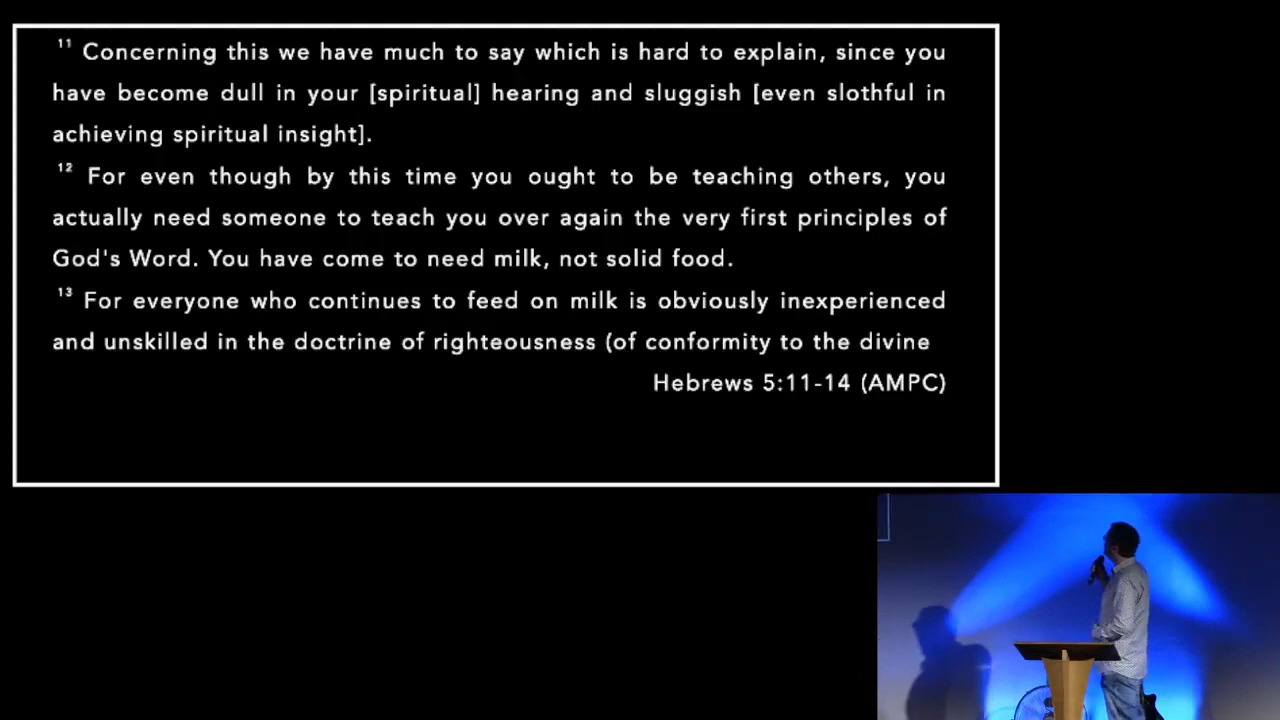 11 Concerning this we have much to say which is hard to explain, since you
have become dull in your [spiritual] hearing and sluggish [even slothful in
achieving spiritual insight].
12 For even though by this time you ought to be teaching others, you
actually need someone to teach you over again the very first principles of
God's Word. You have come to need milk, not solid food.
13 For everyone who continues to feed on milk is obviously inexperienced
and unskilled in the doctrine of righteousness (of conformity to the divine
Hebrews 5:11-14 (AMPC)